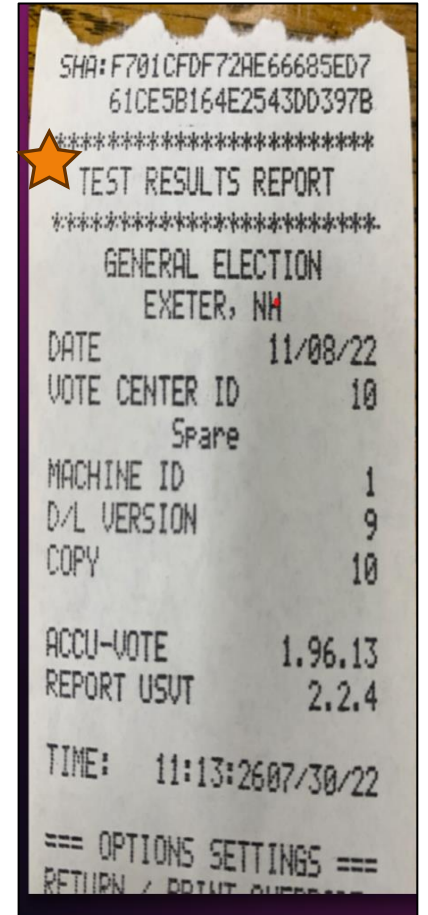 SHA:F701CFDF72AE66685ED7
61CE5B164E2543DD397B
************************
TEST RESULTS REPORT
************************
GENERAL ELECTION
EXETER, NH
DATE 11/08/22
VOTE CENTER ID 10
Spare
MACHINE ID 1
D/L VERSION 9
COPY 10
ACCU-VOTE 1.96.13
REPORT USVT 2.2.4
TIME: 11:13:2607/30/22
=== OPTIONS SETTINGS ===
RETURN / PRINT